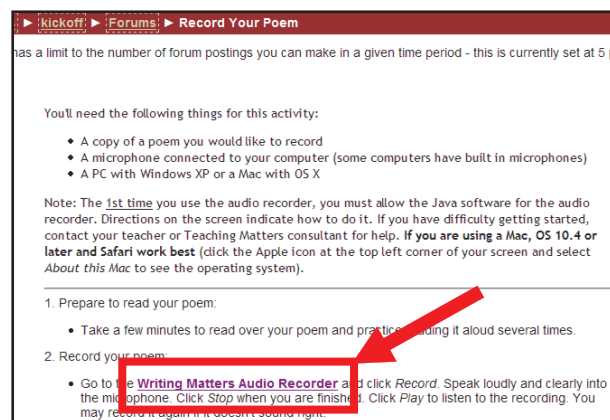 ► kickoff ► Forums ► Record Your Poem
has a limit to the number of forum postings you can make in a given time period - this is currently set at 5
You'll need the following things for this activity:
• A copy of a poem you would like to record
• A microphone connected to your computer (some computers have built in microphones)
• A PC with Windows XP or a Mac with OS X
Note: The 1st time you use the audio recorder, you must allow the Java software for the audio
recorder. Directions on the screen indicate how to do it. If you have difficulty getting started,
contact your teacher or Teaching Matters consultant for help. If you are using a Mac, OS 10.4 or
later and Safari work best (click the Apple icon at the top left corner of your screen and select
About this Mac to see the operating system).
1. Prepare to read your poem:
• Take a few minutes to read over your poem and practice reading it aloud several times.
2. Record your poem:
• Go to the Writing Matters Audio Recorder and click Record. Speak loudly and clearly into
the microphone. Click Stop when you are finished. Click Play to listen to the recording. You
may record it again if it doesn't sound right.